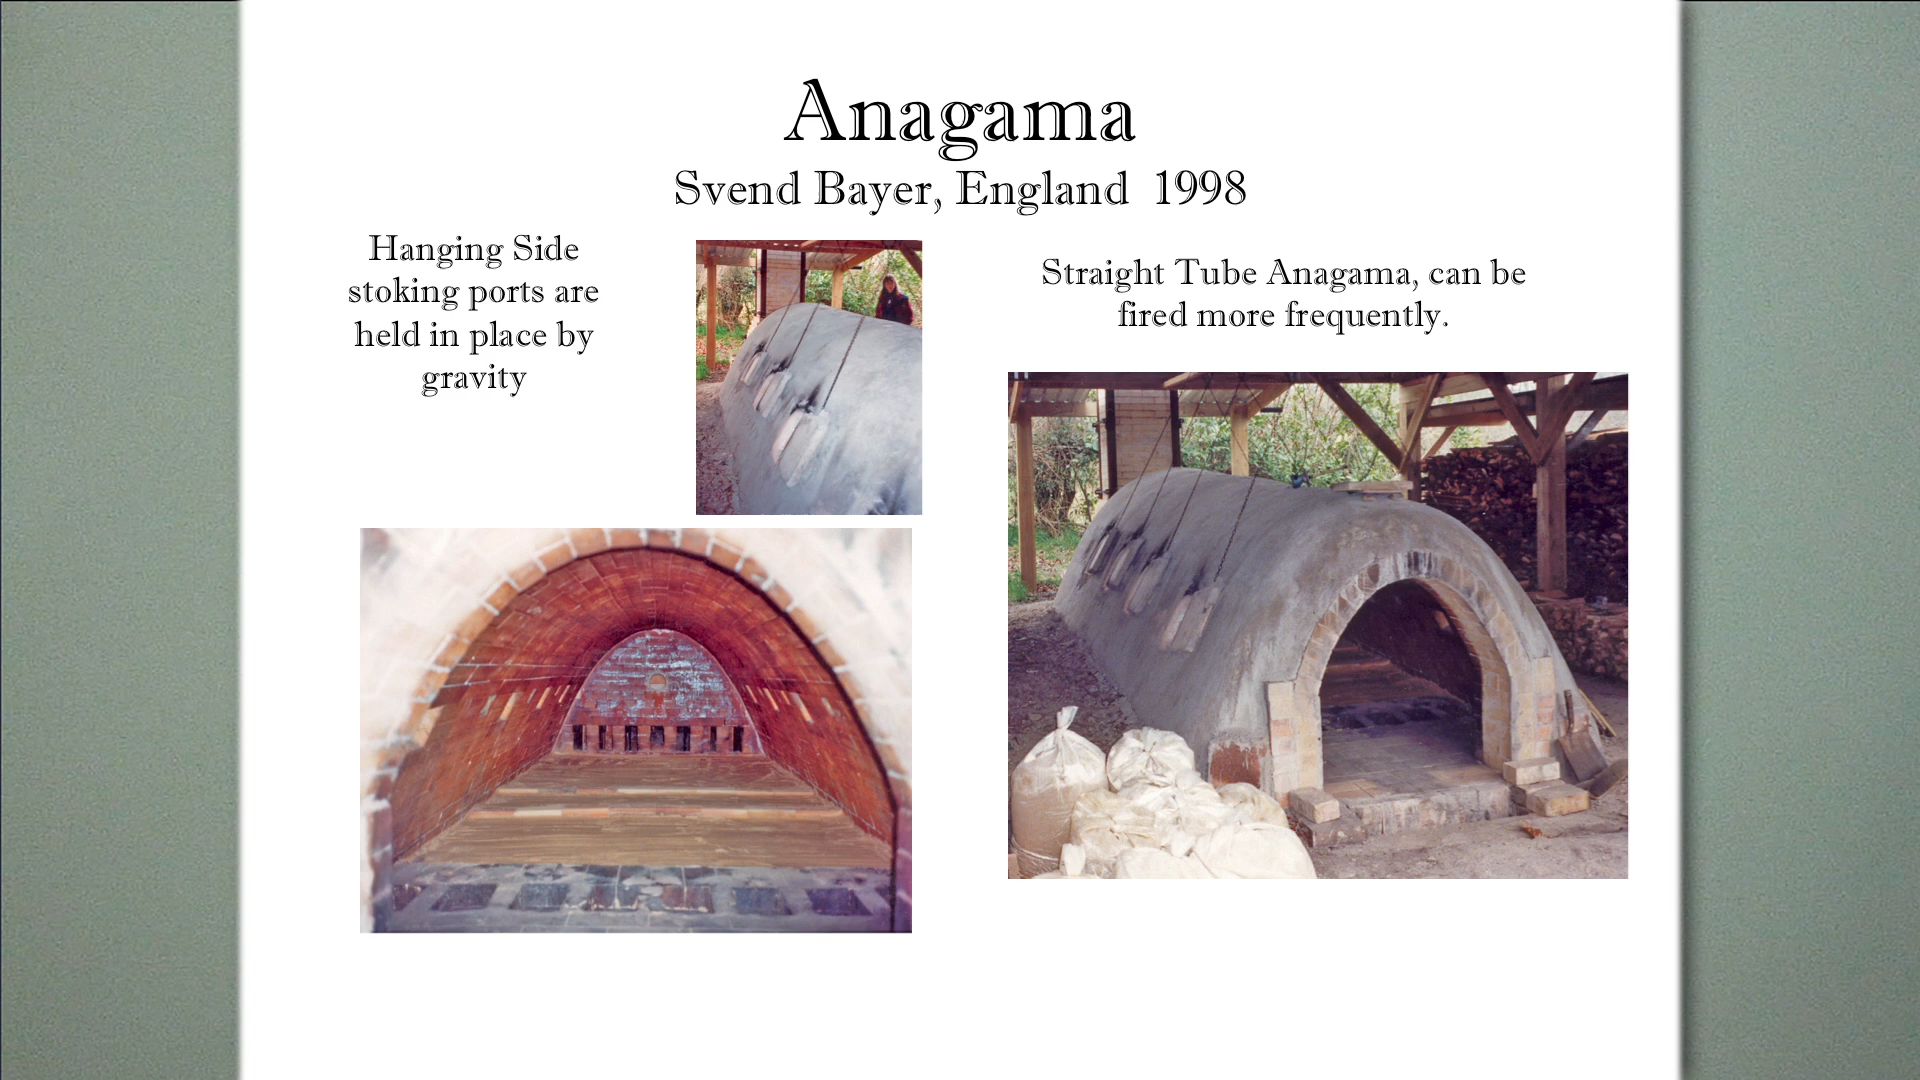 Anagama
Svend Bayer, England 1998
Hanging Side
stoking ports are
held in place by
gravity
Straight Tube Anagama, can be
fired more frequently.